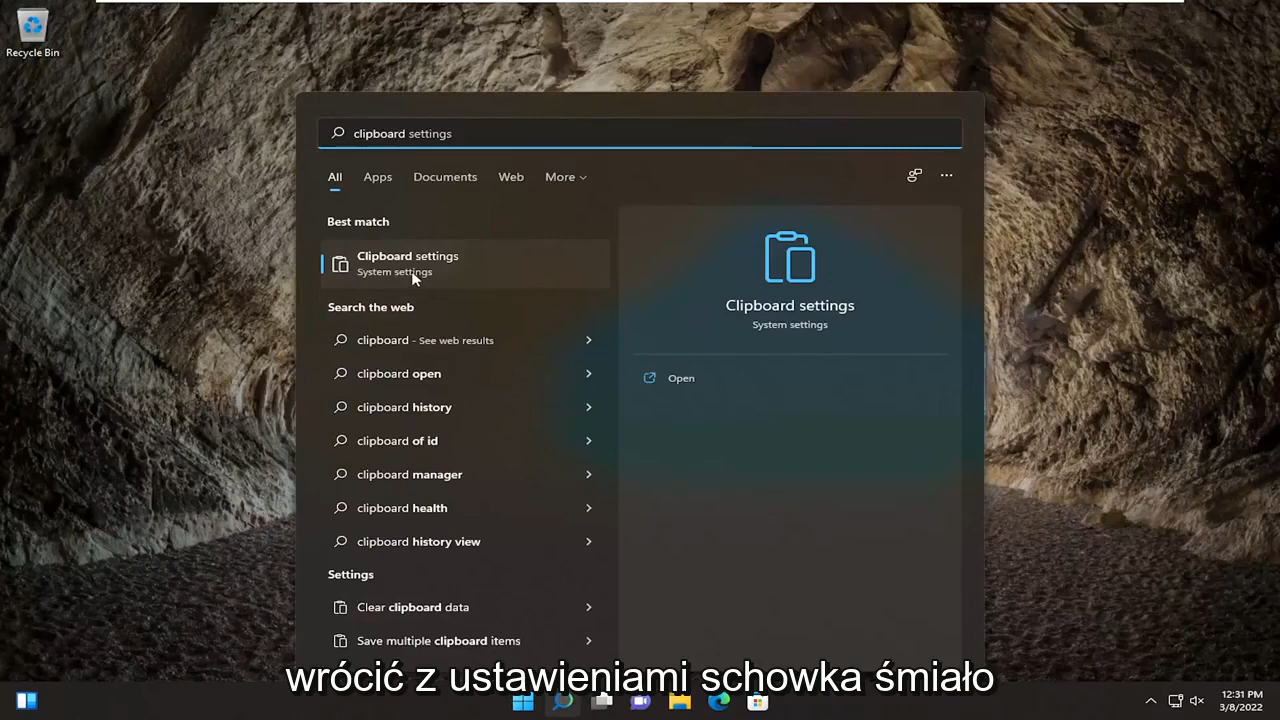 Recycle Bin
clipboard settings
All Apps Documents Web More
Best match
Clipboard settings
System settings
Search the web
clipboard - See web results
clipboard open
clipboard history
clipboard of id
clipboard manager
clipboard health
clipboard history view
Settings
Clear clipboard data
Save multiple clipboard items
Clipboard settings
System settings
Open
wrócić z ustawieniami schowka śmiało
12:31 PM
3/8/2022